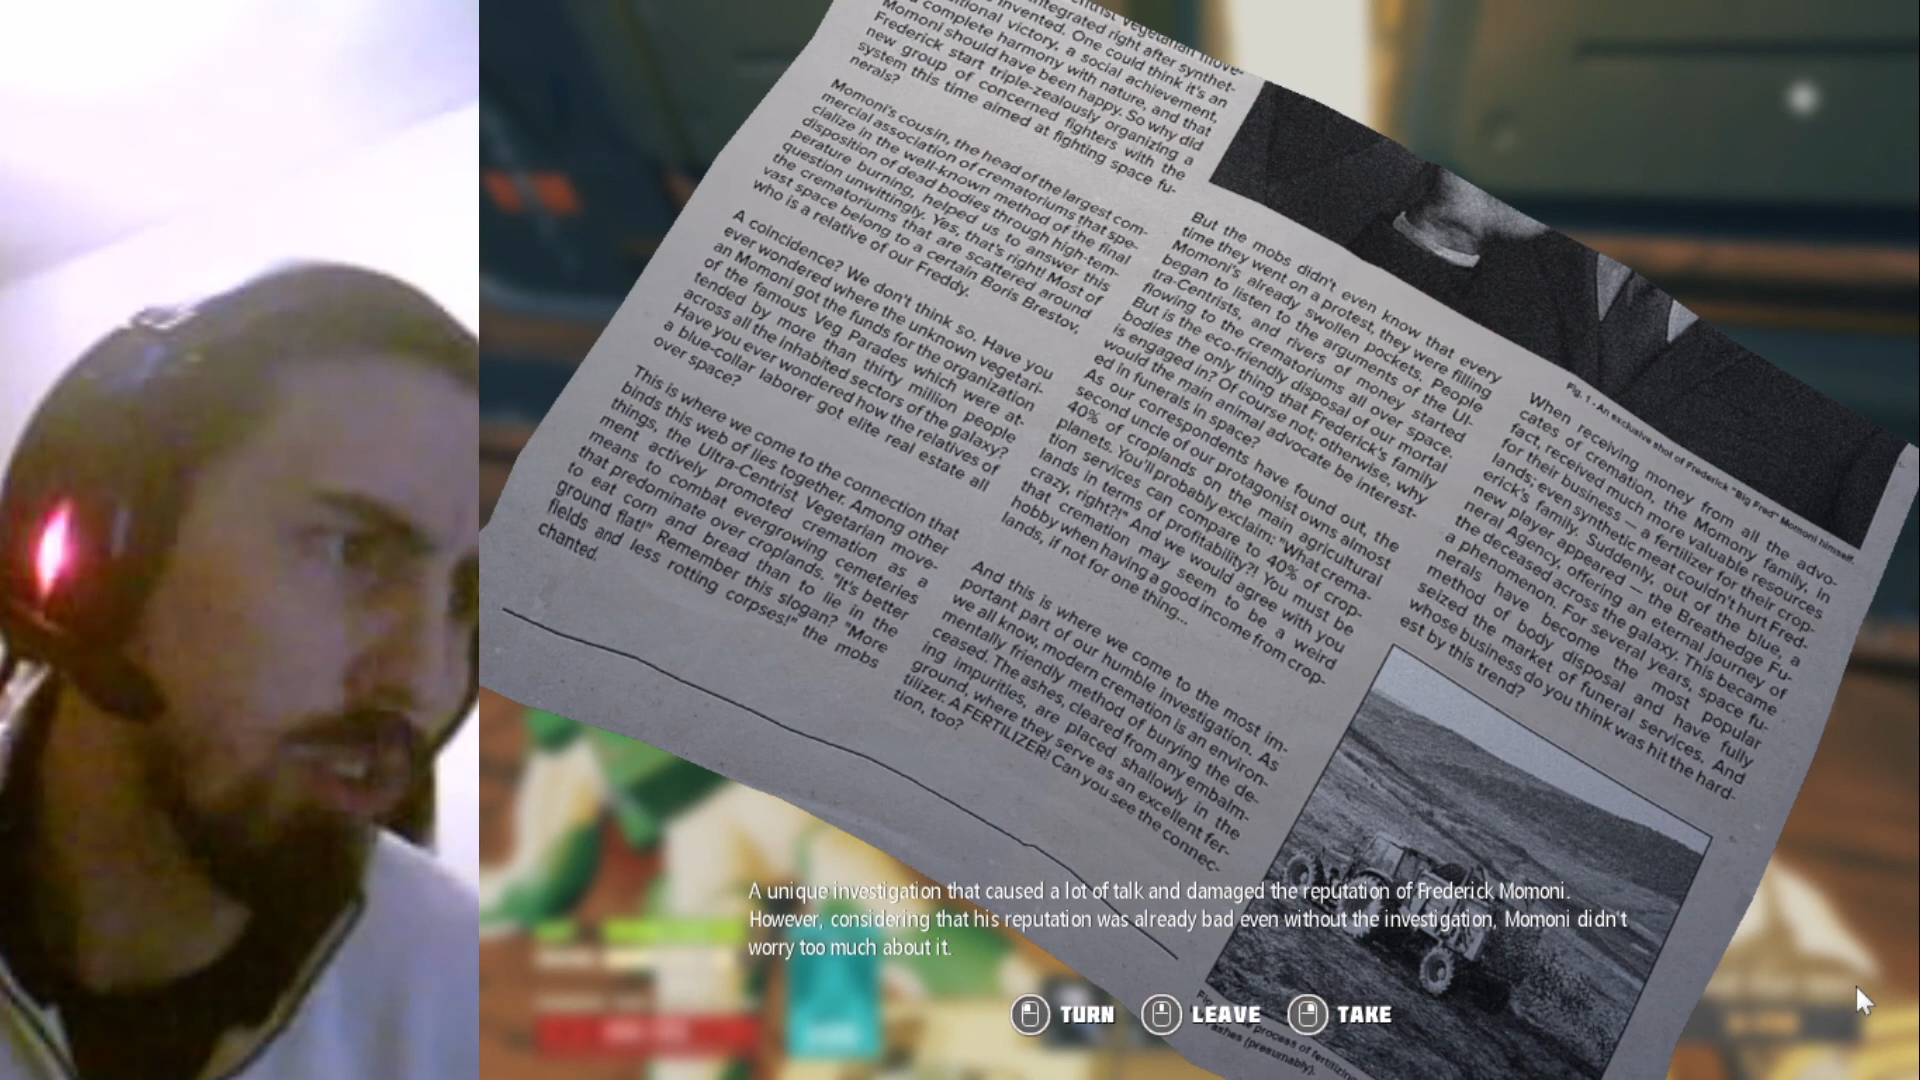 integrated right after synthet-
invented. One could think it's an
tional victory, a social achievement,
complete harmony with nature, and that
Momoni should have been happy. So why did
Frederick start triple-zealously organizing a
new group of concerned fighters with the
system this time aimed at fighting space fu-
nerals?
Momoni's cousin, the head of the largest com-
mercial association of crematoriums that spe-
cialize in the well-known method of the final
disposition of dead bodies through high-tem-
perature burning, helped us to answer this
question unwittingly. Yes, that's right! Most of
the crematoriums that are scattered around
vast space belong to a certain Boris Brestov,
who is a relative of our Freddy.
A coincidence? We don't think so. Have you
ever wondered where the unknown vegetari-
an Momoni got the funds for the organization
of the famous Veg Parades which were at-
tended by more than thirty million people
across all the inhabited sectors of the galaxy?
Have you ever wondered how the relatives of
a blue-collar laborer got elite real estate all
over space?
This is where we come to the connection that
binds this web of lies together. Among other
things, the Ultra-Centrist Vegetarian move-
ment actively promoted cremation as a
means to combat evergrowing cemeteries
that predominate over croplands. "It's better
to eat corn and bread than to lie in the
ground flat!" Remember this slogan? "More
fields and less rotting corpses!" the mobs
chanted.
But the mobs didn't even know that every
time they went on a protest, they were filling
Momoni's already swollen pockets. People
began to listen to the arguments of the Ul-
tra-Centrists, and rivers of money started
flowing to the crematoriums all over space.
But is the eco-friendly disposal of our mortal
bodies the only thing that Frederick's family
is engaged in? Of course not; otherwise, why
would the main animal advocate be interest-
ed in funerals in space?
As our correspondents have found out, the
second uncle of our protagonist owns almost
40% of croplands on the main agricultural
planets. You'll probably exclaim: "What crema-
tion services can compare to 40% of crop-
lands in terms of profitability?! You must be
crazy, right?!" And we would agree with you
that cremation may seem to be a weird
hobby when having a good income from crop-
lands, if not for one thing...
And this is where we come to the most im-
portant part of our humble investigation. As
we all know, modern cremation is an environ-
mentally friendly method of burying the de-
ceased. The ashes, cleared from any embalm-
ing impurities, are placed shallowly in the
ground, where they serve as an excellent fer-
tilizer. A FERTILIZER! Can you see the connec-
tion, too?
Fig. 1 - An exclusive shot of Frederick "Big Fred" Momoni himself.
When receiving money from all the advo-
cates of cremation, the Momony family, in
fact, received much more valuable resources
for their business — a fertilizer for their crop-
lands; even synthetic meat couldn't hurt Fred-
erick's family. Suddenly, out of the blue, a
new player appeared — the Breathedge Fu-
neral Agency, offering an eternal journey of
the deceased across the galaxy. This became
a phenomenon. For several years, space fu-
nerals have become the most popular
method of body disposal and have fully
seized the market of funeral services. And
whose business do you think was hit the hard-
est by this trend?
process of fertilizing
ashes (presumably).
A unique investigation that caused a lot of talk and damaged the reputation of Frederick Momoni.
However, considering that his reputation was already bad even without the investigation, Momoni didn't
worry too much about it.
TURN LEAVE TAKE